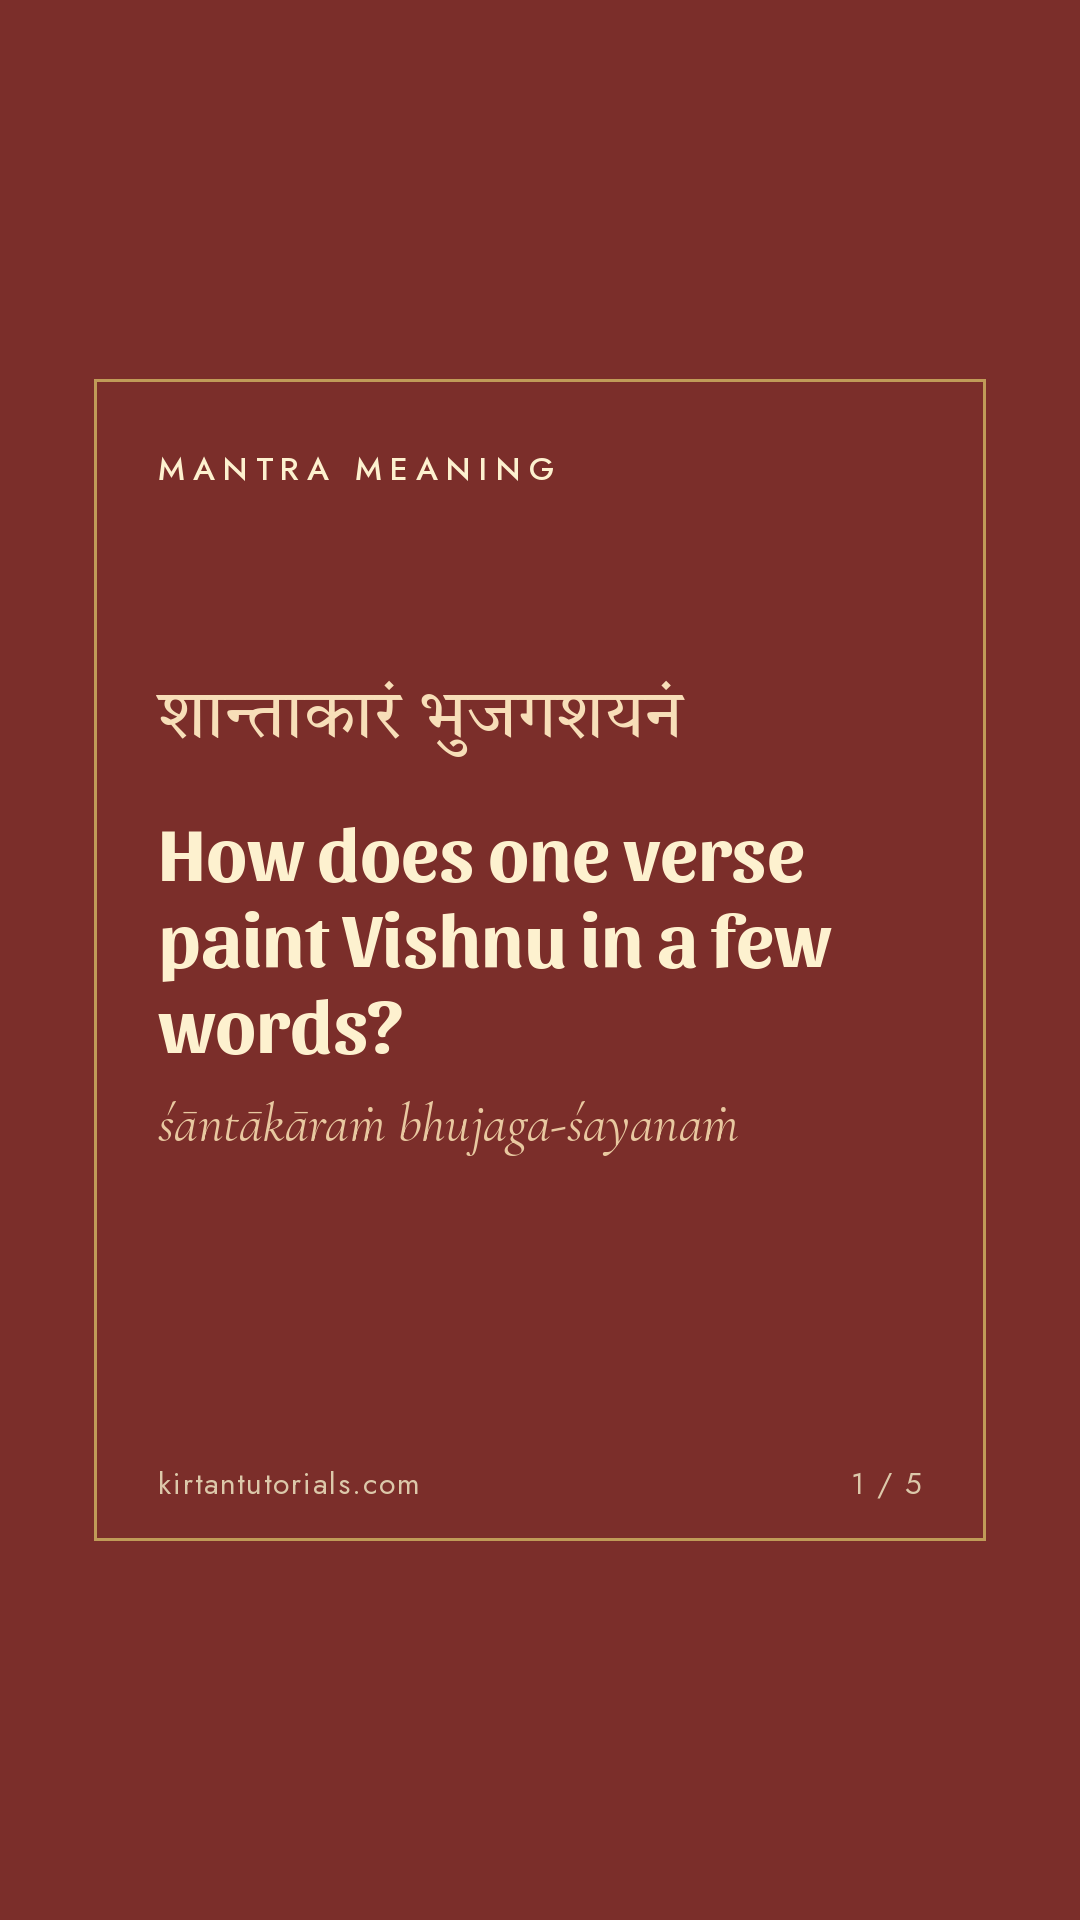 MANTRA MEANING
शान्ताकारं भुजगशयनं
How does one verse
paint Vishnu in a few
words?
śāntākāraṁ bhujaga-śayanaṁ
kirtantutorials.com
1 / 5